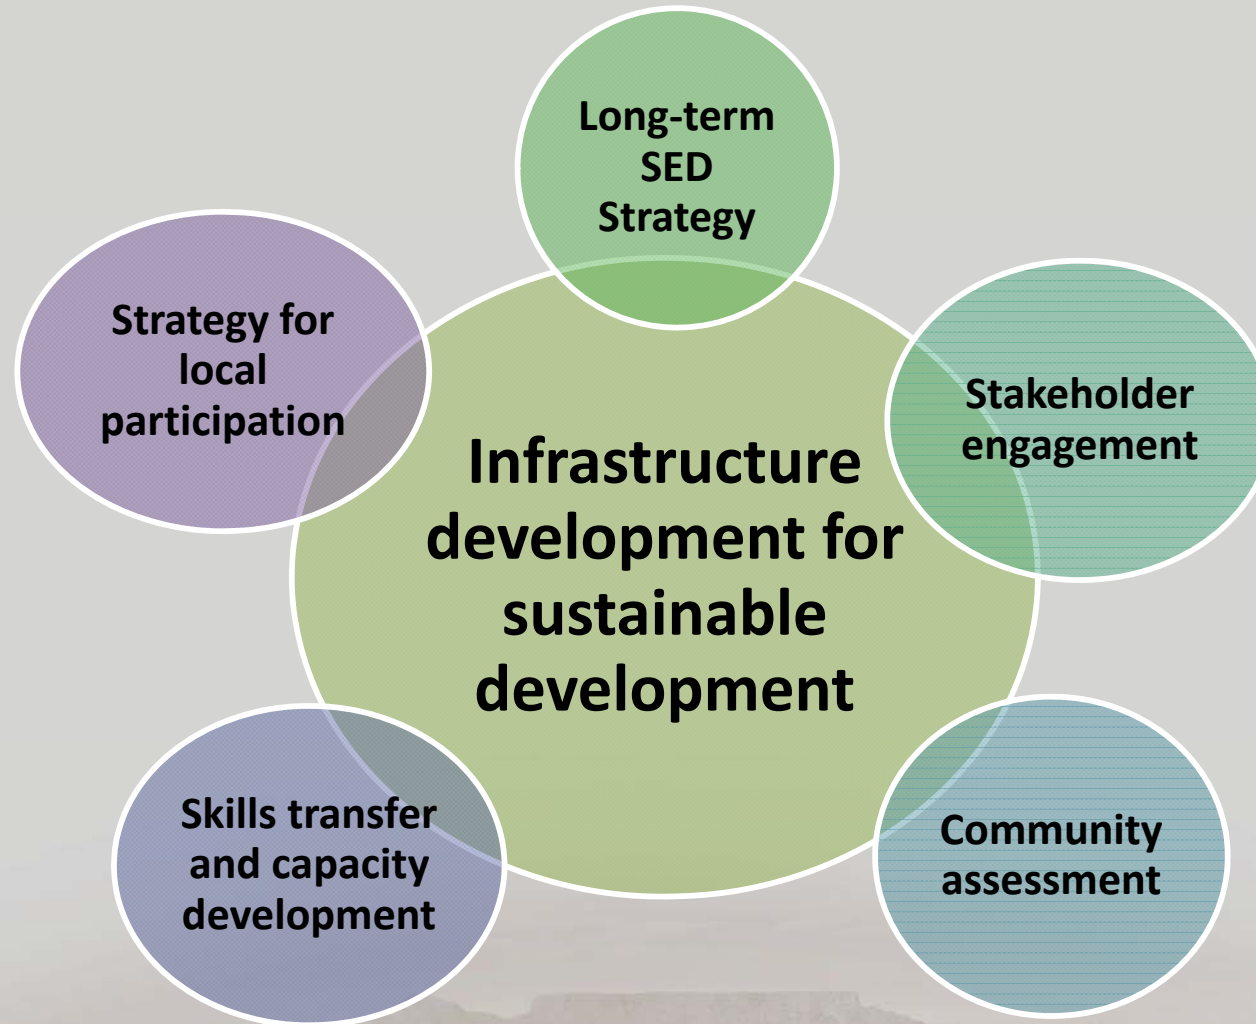 Long-term
SED
Strategy
Strategy for
local
participation
Stakeholder
engagement
Infrastructure
development for
sustainable
development
Skills transfer
and capacity
development
Community
assessment